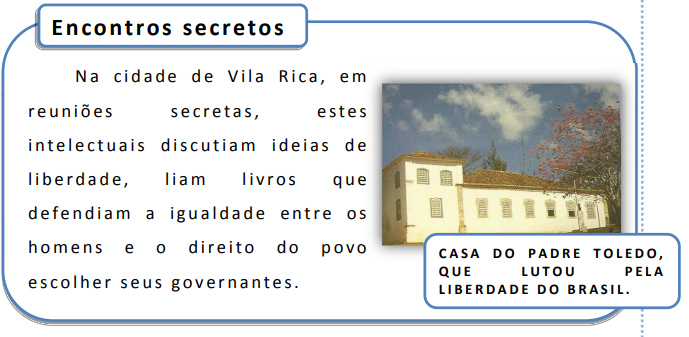 Encontros secretos
Na cidade de Vila Rica, em
reuniões secretas, estes
intelectuais discutiam ideias de
liberdade, liam livros que
defendiam a igualdade entre os
homens e o direito do povo
escolher seus governantes.
CASA DO PADRE TOLEDO,
QUE LUTOU PELA
LIBERDADE DO BRASIL.